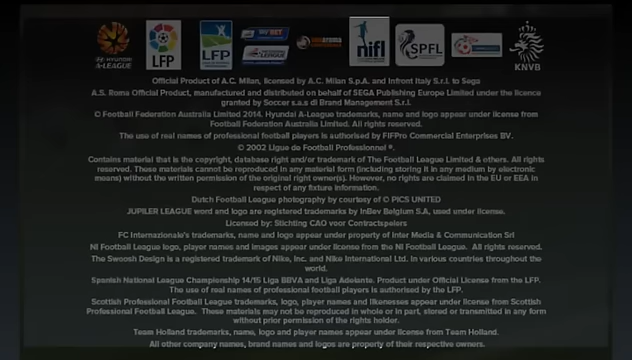 HYUNDAI
A-LEAGUE
LFP
LFP
SKY BET
nifl
SPFL
KNVB
Official Product of A.C. Milan, licensed by A.C. Milan S.p.A. and Infront Italy S.r.l. to Sega
A.S. Roma Official Product, manufactured and distributed on behalf of SEGA Publishing Europe Limited under the licence
granted by Soccer s.a.s di Brand Management S.r.l.
© Football Federation Australia Limited 2014. Hyundai A-League trademarks, name and logo appear under license from
Football Federation Australia Limited. All rights reserved.
The use of real names of professional football players is authorised by FIFPro Commercial Enterprises BV.
© 2002 Ligue de Football Professionnel ®.
Contains material that is the copyright, database right and/or trademark of The Football League Limited & others. All rights
reserved. These materials cannot be reproduced in any material form (including storing it in any medium by electronic
means) without the written permission of the original right owner(s). However, no rights are claimed in the EU or EEA in
respect of any fixture information.
Dutch Football League photography by courtesy of © PICS UNITED
JUPILER LEAGUE word and logo are registered trademarks by InBev Belgium S.A, used under license.
Licensed by: Stichting CAO voor Contractspelers
FC Internazionale's trademarks, name and logo appear under property of Inter Media & Communication Srl
NI Football League logo, player names and images appear under license from the NI Football League. All rights reserved.
The Swoosh Design is a registered trademark of Nike, Inc. and Nike International Ltd. in various countries throughout the
world.
Spanish National League Championship 14/15 Liga BBVA and Liga Adelante. Product under Official License from the LFP.
The use of real names of professional football players is authorised by the LFP.
Scottish Professional Football League trademarks, logo, player names and likenesses appear under license from Scottish
Professional Football League. These materials may not be reproduced in whole or in part, stored or transmitted in any form
without prior permission of the rights holder.
Team Holland trademarks, name, logo and player names appear under license from Team Holland.
All other company names, brand names and logos are property of their respective owners.